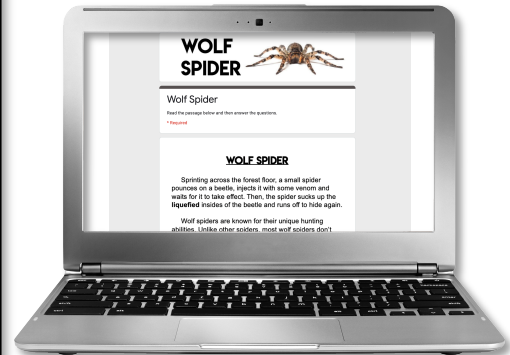 WOLF
SPIDER
Wolf Spider
Read the passage below and then answer the questions.
* Required
WOLF SPIDER
Sprinting across the forest floor, a small spider
pounces on a beetle, injects it with some venom and
waits for it to take effect. Then, the spider sucks up the
liquefied insides of the beetle and runs off to hide again.
Wolf spiders are known for their unique hunting
abilities. Unlike other spiders, most wolf spiders don't